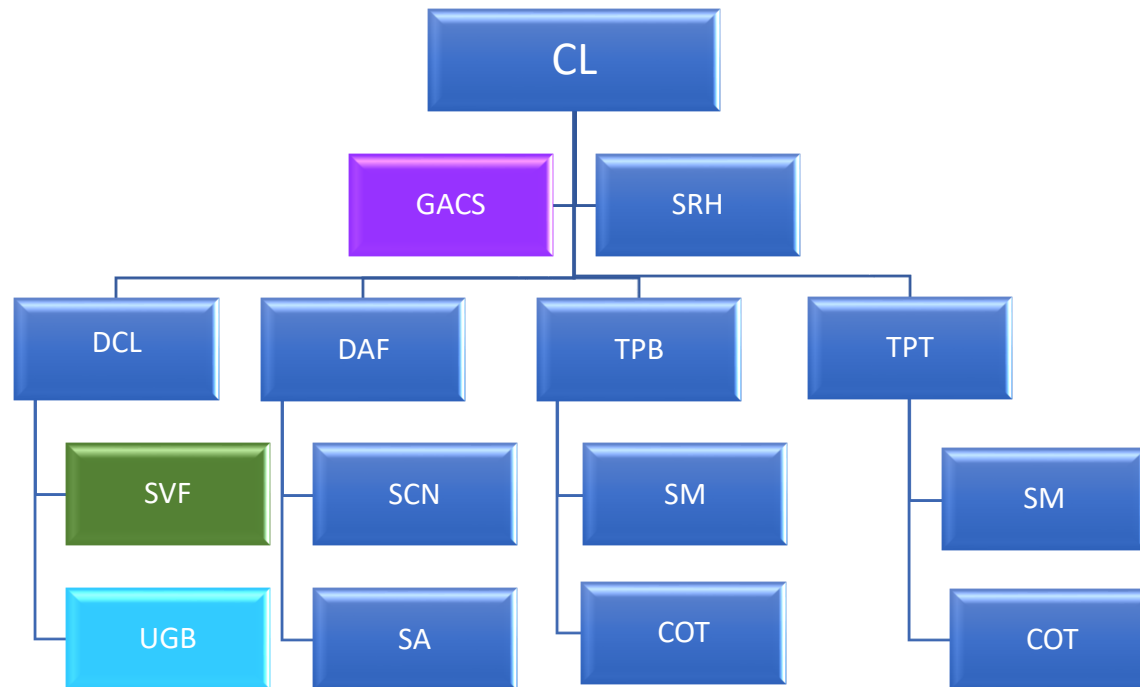 CL
GACS
SRH
DCL
DAF
TPB
TPT
SVF
SCN
SM
SM
UGB
SA
COT
COT